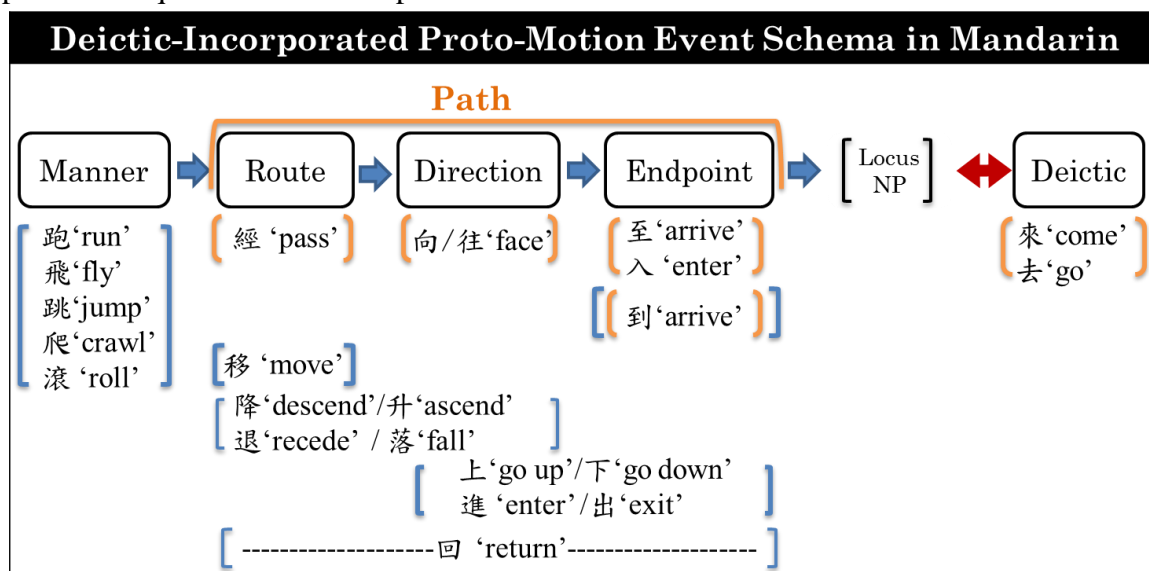 Deictic-Incorporated Proto-Motion Event Schema in Mandarin
Path
Manner
Route
Direction
Endpoint
Locus
NP
Deictic
跑‘run’
飛‘fly’
跳‘jump’
爬‘crawl’
滾 ‘roll’
經 ‘pass’
向/往‘face’
至‘arrive’
入 ‘enter’
到‘arrive’
來‘come’
去‘go’
移 ‘move’
降‘descend’/升‘ascend’
退‘recede’ / 落‘fall’
上‘go up’/下‘go down’
進 ‘enter’/出‘exit’
--------------------回 ‘return’--------------------